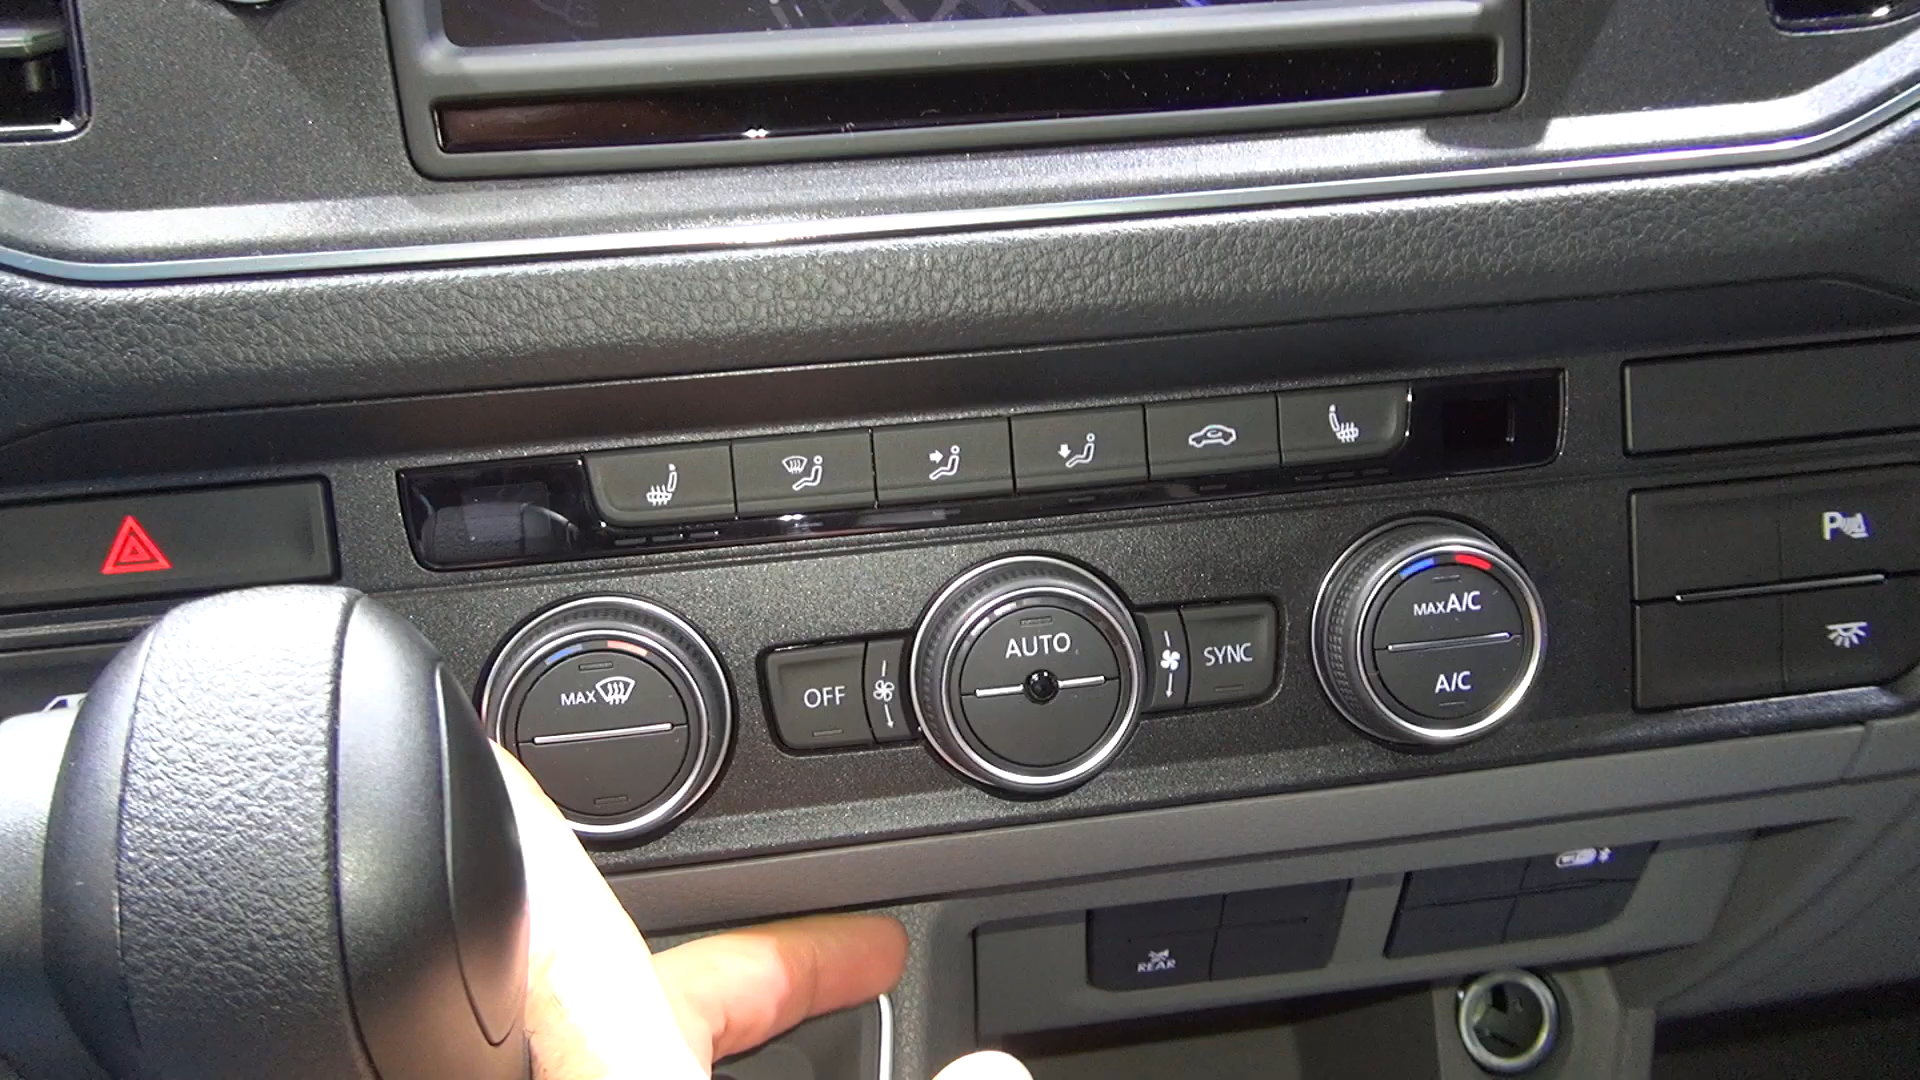 MAX
OFF
AUTO
SYNC
MAX A/C
A/C
P
REAR